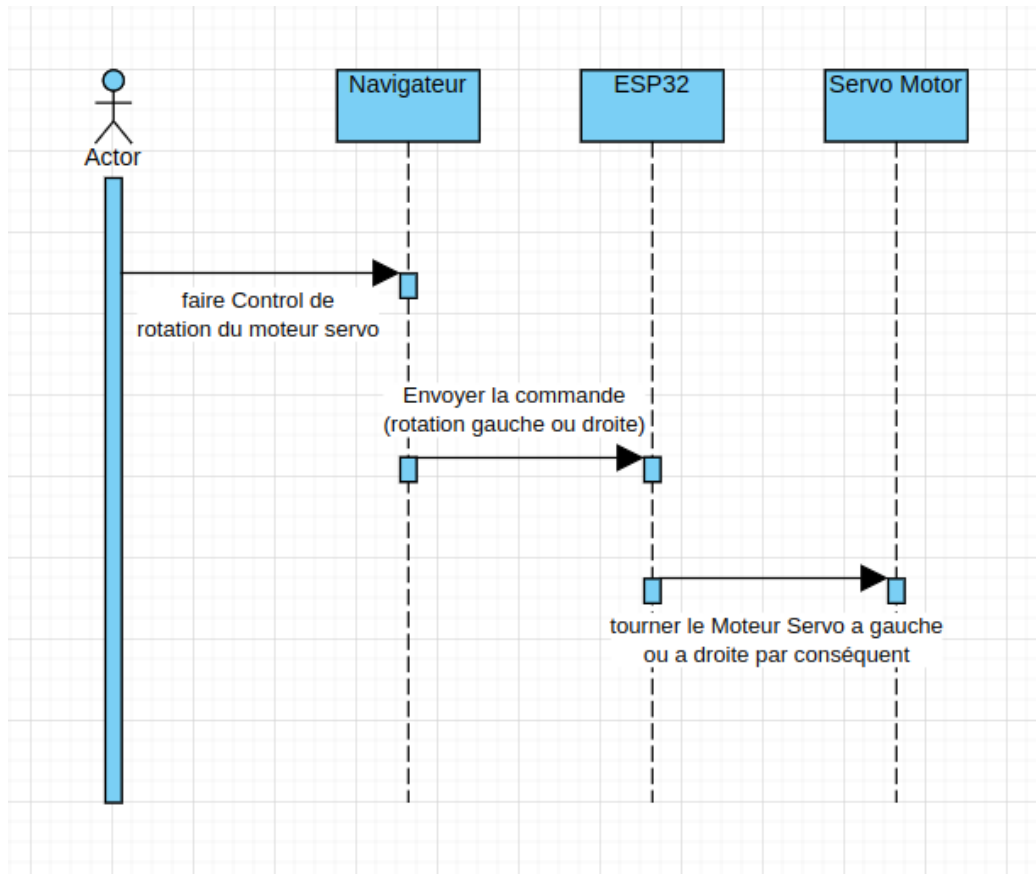 Navigateur
ESP32
Servo Motor
Actor
faire Control de
rotation du moteur servo
Envoyer la commande
(rotation gauche ou droite)
tourner le Moteur Servo a gauche
ou a droite par conséquent